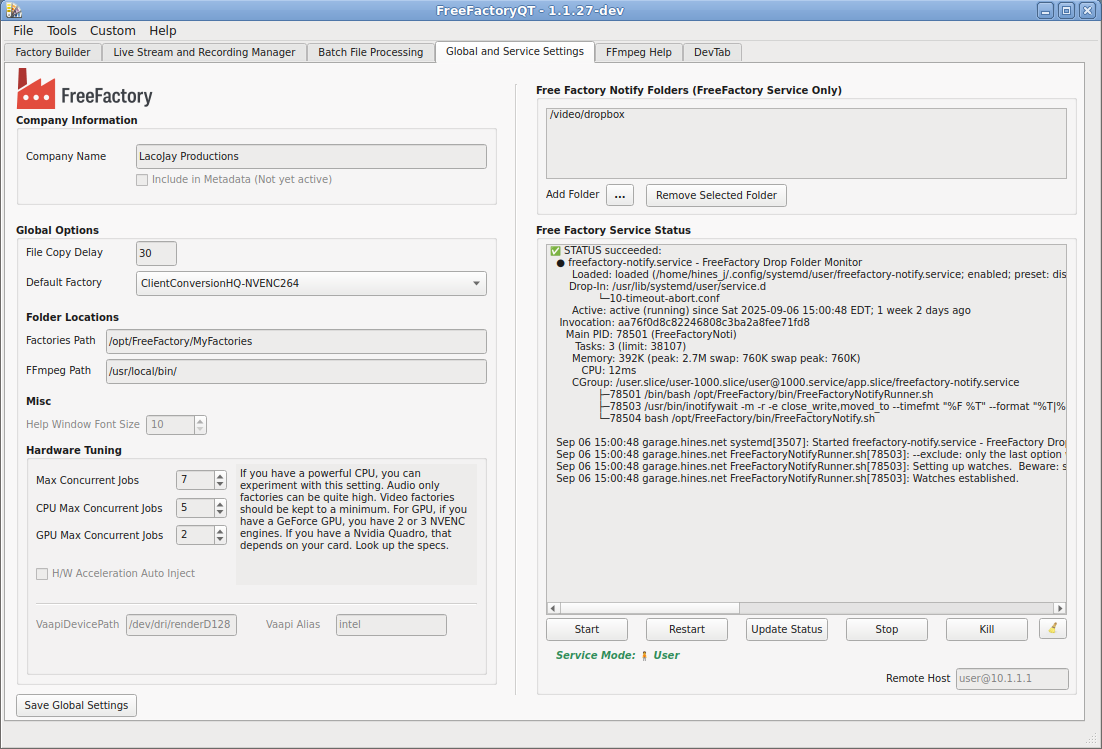 FreeFactoryQT - 1.1.27-dev
File Tools Custom Help
Factory Builder
Live Stream and Recording Manager
Batch File Processing
Global and Service Settings
FFmpeg Help
DevTab
FreeFactory
Company Information
Company Name
LacoJay Productions
Include in Metadata (Not yet active)
Global Options
File Copy Delay
30
Default Factory
ClientConversionHQ-NVENC264
Folder Locations
Factories Path
/opt/FreeFactory/MyFactories
FFmpeg Path
/usr/local/bin/
Misc
Help Window Font Size
10
Hardware Tuning
Max Concurrent Jobs
7
CPU Max Concurrent Jobs
5
GPU Max Concurrent Jobs
2
If you have a powerful CPU, you can
experiment with this setting. Audio only
factories can be quite high. Video factories
should be kept to a minimum. For GPU, if you
have a GeForce GPU, you have 2 or 3 NVENC
engines. If you have a Nvidia Quadro, that
depends on your card. Look up the specs.
H/W Acceleration Auto Inject
VaapiDevicePath
/dev/dri/renderD128
Vaapi Alias
intel
Save Global Settings
Free Factory Notify Folders (FreeFactory Service Only)
/video/dropbox
Add Folder
...
Remove Selected Folder
Free Factory Service Status
✅ STATUS succeeded:
● freefactory-notify.service - FreeFactory Drop Folder Monitor
Loaded: loaded (/home/hines_j/.config/systemd/user/freefactory-notify.service; enabled; preset: dis
Drop-In: /usr/lib/systemd/user/service.d
└─10-timeout-abort.conf
Active: active (running) since Sat 2025-09-06 15:00:48 EDT; 1 week 2 days ago
Invocation: aa76f0d8c82246808c3ba2a8fee71fd8
Main PID: 78501 (FreeFactoryNoti)
Tasks: 3 (limit: 38107)
Memory: 392K (peak: 2.7M swap: 760K swap peak: 760K)
CPU: 12ms
CGroup: /user.slice/user-1000.slice/user@1000.service/app.slice/freefactory-notify.service
├─78501 /bin/bash /opt/FreeFactory/bin/FreeFactoryNotifyRunner.sh
├─78503 /usr/bin/inotifywait -m -r -e close_write,moved_to --timefmt "%F %T" --format "%T|%
└─78504 bash /opt/FreeFactory/bin/FreeFactoryNotify.sh
Sep 06 15:00:48 garage.hines.net systemd[3507]: Started freefactory-notify.service - FreeFactory Dro
Sep 06 15:00:48 garage.hines.net FreeFactoryNotifyRunner.sh[78503]: --exclude: only the last option
Sep 06 15:00:48 garage.hines.net FreeFactoryNotifyRunner.sh[78503]: Setting up watches.  Beware: s
Sep 06 15:00:48 garage.hines.net FreeFactoryNotifyRunner.sh[78503]: Watches established.
Start
Restart
Update Status
Stop
Kill
Service Mode: 🧍 User
Remote Host
user@10.1.1.1